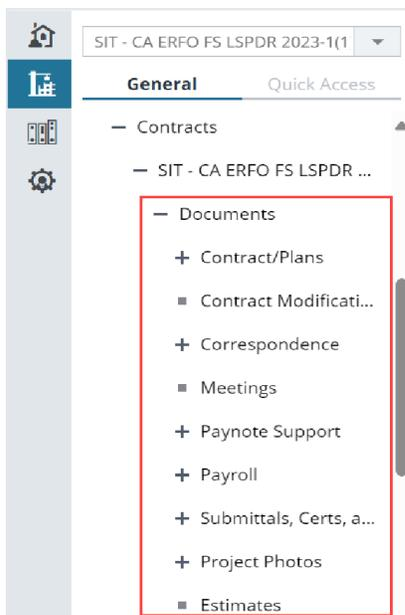 SIT - CA ERFO FS LSPDR 2023-1(1
General Quick Access
Contracts
SIT - CA ERFO FS LSPDR ...
Documents
Contract/Plans
Contract Modificati...
Correspondence
Meetings
Paynote Support
Payroll
Submittals, Certs, a...
Project Photos
Estimates